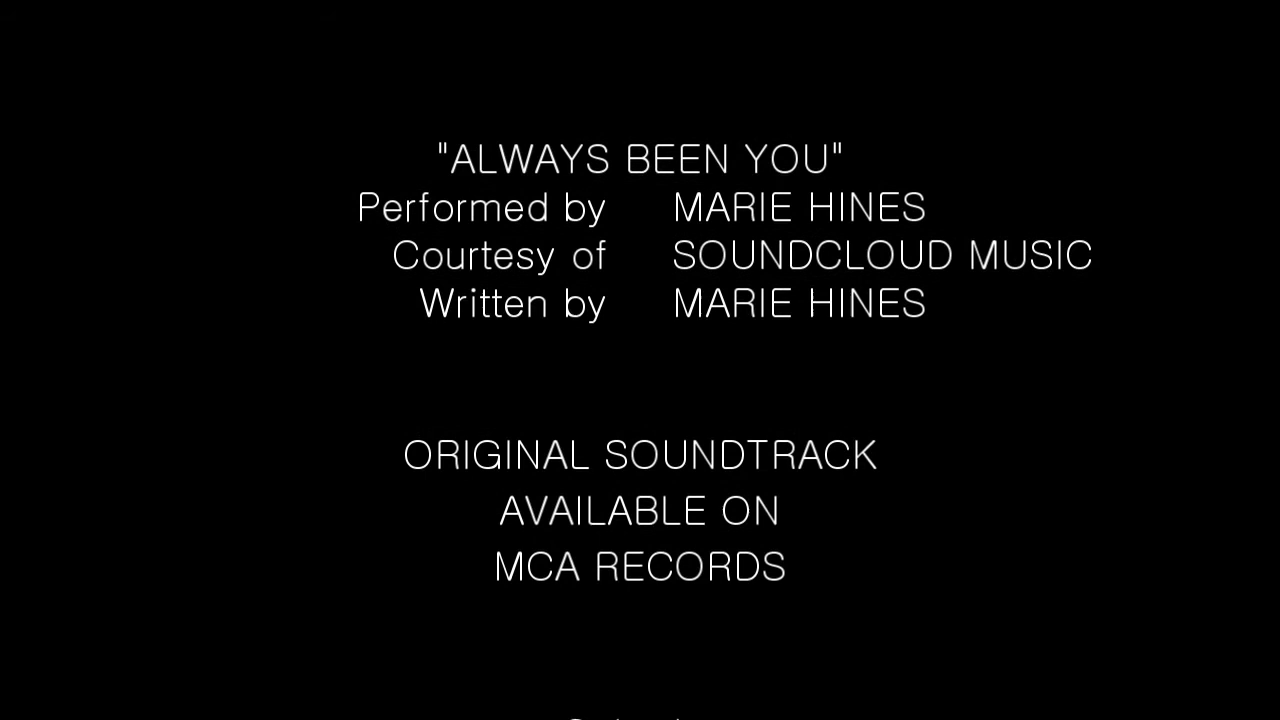 "ALWAYS BEEN YOU"
Performed by MARIE HINES
Courtesy of SOUNDCLOUD MUSIC
Written by MARIE HINES
ORIGINAL SOUNDTRACK
AVAILABLE ON
MCA RECORDS